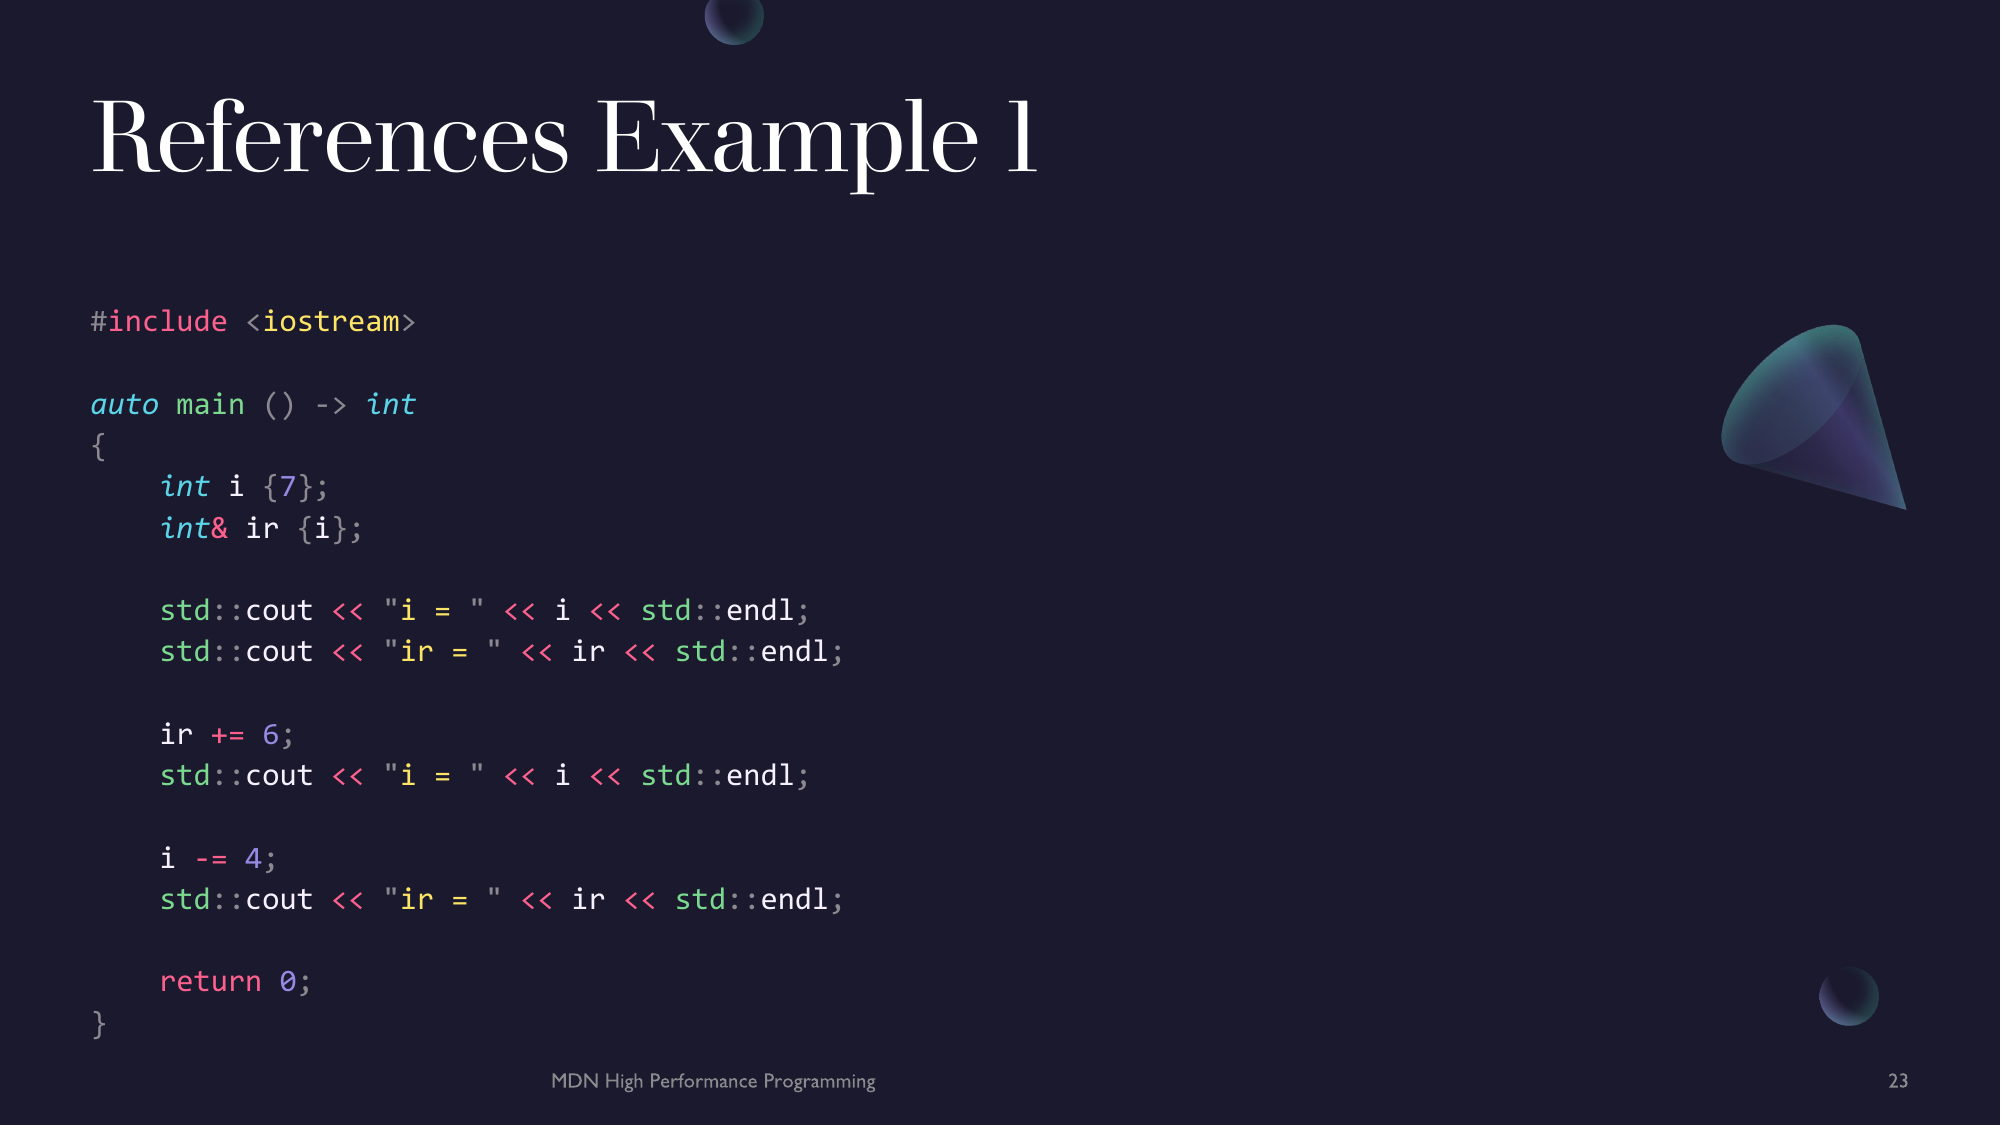 References Example 1
#include <iostream>
auto main () -> int
{
    int i {7};
    int& ir {i};
    std::cout << "i = " << i << std::endl;
    std::cout << "ir = " << ir << std::endl;
    ir += 6;
    std::cout << "i = " << i << std::endl;
    i -= 4;
    std::cout << "ir = " << ir << std::endl;
    return 0;
}
MDN High Performance Programming
23